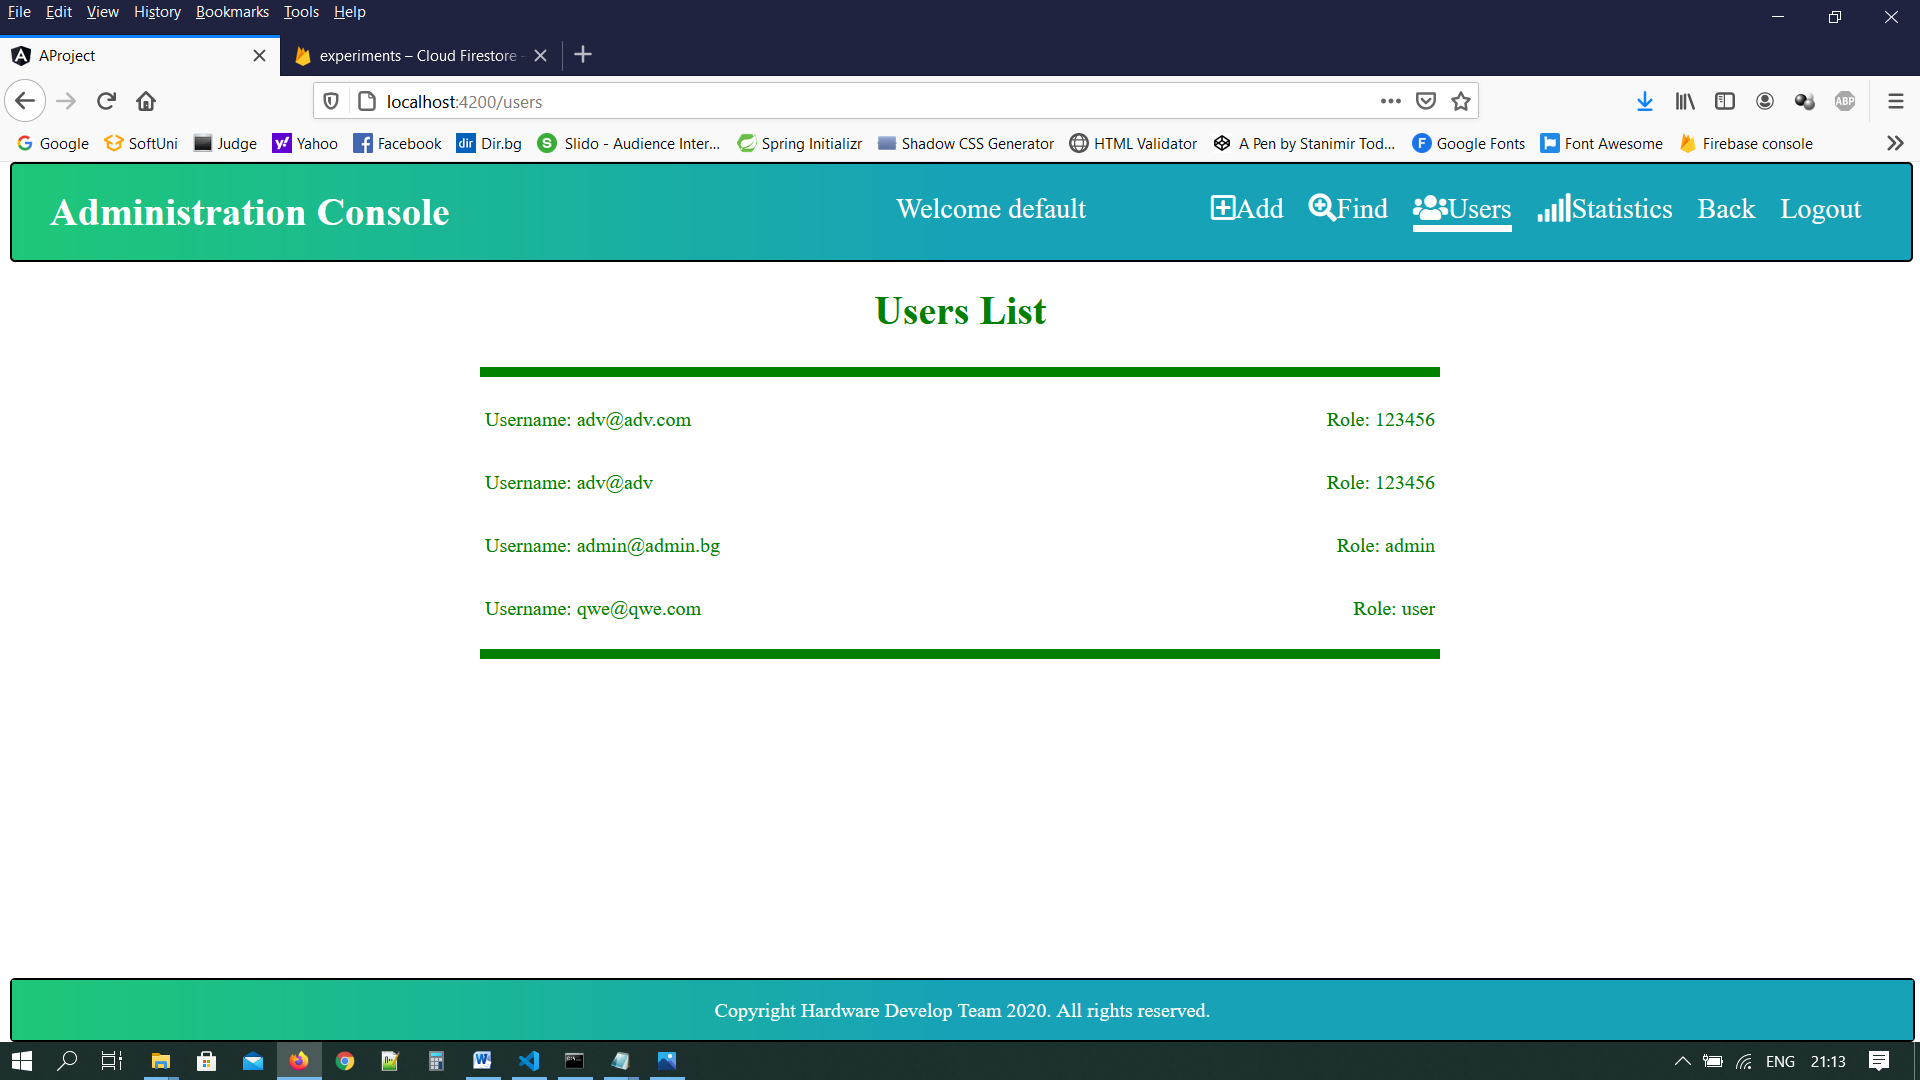 File Edit View History Bookmarks Tools Help
AProject
experiments – Cloud Firestore
localhost:4200/users
ABP
Google SoftUni Judge Yahoo Facebook dir Dir.bg S Slido - Audience Inter... Spring Initializr Shadow CSS Generator HTML Validator A Pen by Stanimir Tod... F Google Fonts Font Awesome Firebase console
Administration Console Welcome default Add Find Users Statistics Back Logout
Users List
Username: adv@adv.com Role: 123456
Username: adv@adv Role: 123456
Username: admin@admin.bg Role: admin
Username: qwe@qwe.com Role: user
Copyright Hardware Develop Team 2020. All rights reserved.
ENG 21:13